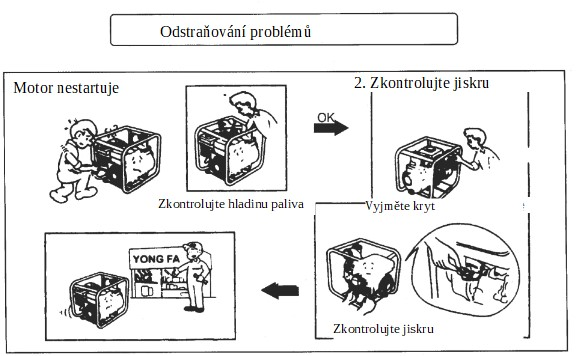 Odstraňování problémů
Motor nestartuje
2. Zkontrolujte jiskru
OK
Zkontrolujte hladinu paliva
Vyjměte kryt
YONG FA
Zkontrolujte jiskru